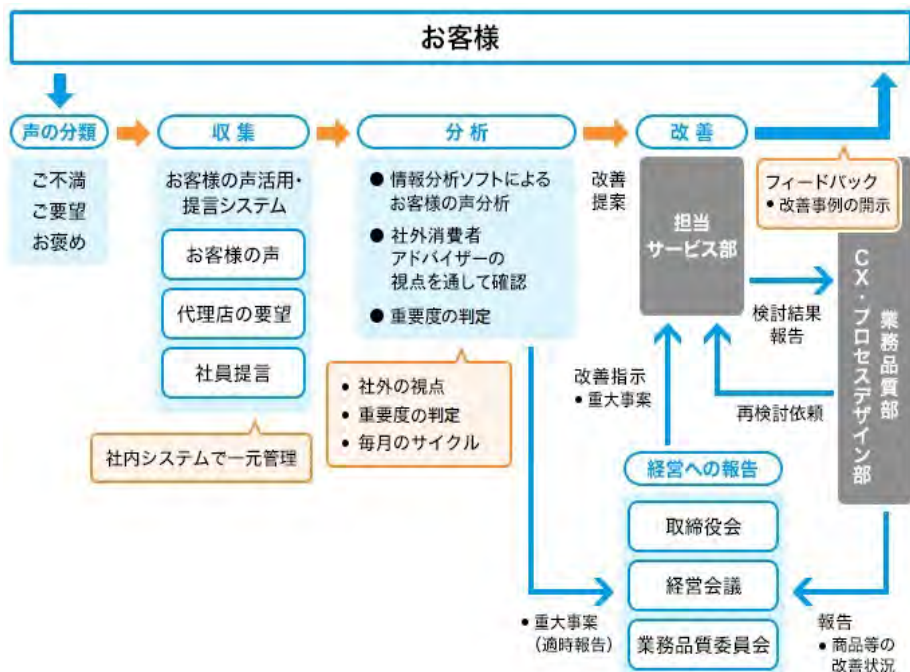 お客様
声の分類
ご不満
ご要望
お褒め
収 集
お客様の声活用・
提言システム
お客様の声
代理店の要望
社員提言
社内システムで一元管理
分 析
● 情報分析ソフトによる
お客様の声分析
● 社外消費者
アドバイザーの
視点を通して確認
● 重要度の判定
• 社外の視点
• 重要度の判定
• 毎月のサイクル
改善
提案
改 善
担当
サービス部
フィードバック
• 改善事例の開示
検討結果
報告
再検討依頼
業務品質部
CX・プロセスデザイン部
改善指示
• 重大事案
経営への報告
取締役会
経営会議
業務品質委員会
• 重大事案
（適時報告）
報告
• 商品等の
改善状況